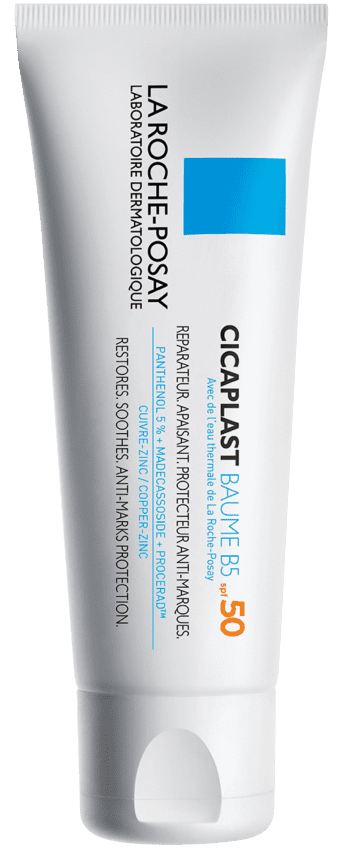 LA ROCHE-POSAY
LABORATOIRE DERMATOLOGIQUE
CICAPLAST BAUME B5
spf 50
Avec de l'eau thermale de La Roche-Posay
REPARATEUR. APAISANT. PROTECTEUR ANTI-MARQUES.
PANTHENOL 5 % + MADECASSOSIDE + PROCERAD™
CUIVRE-ZINC / COPPER-ZINC
RESTORES. SOOTHES. ANTI-MARKS PROTECTION.